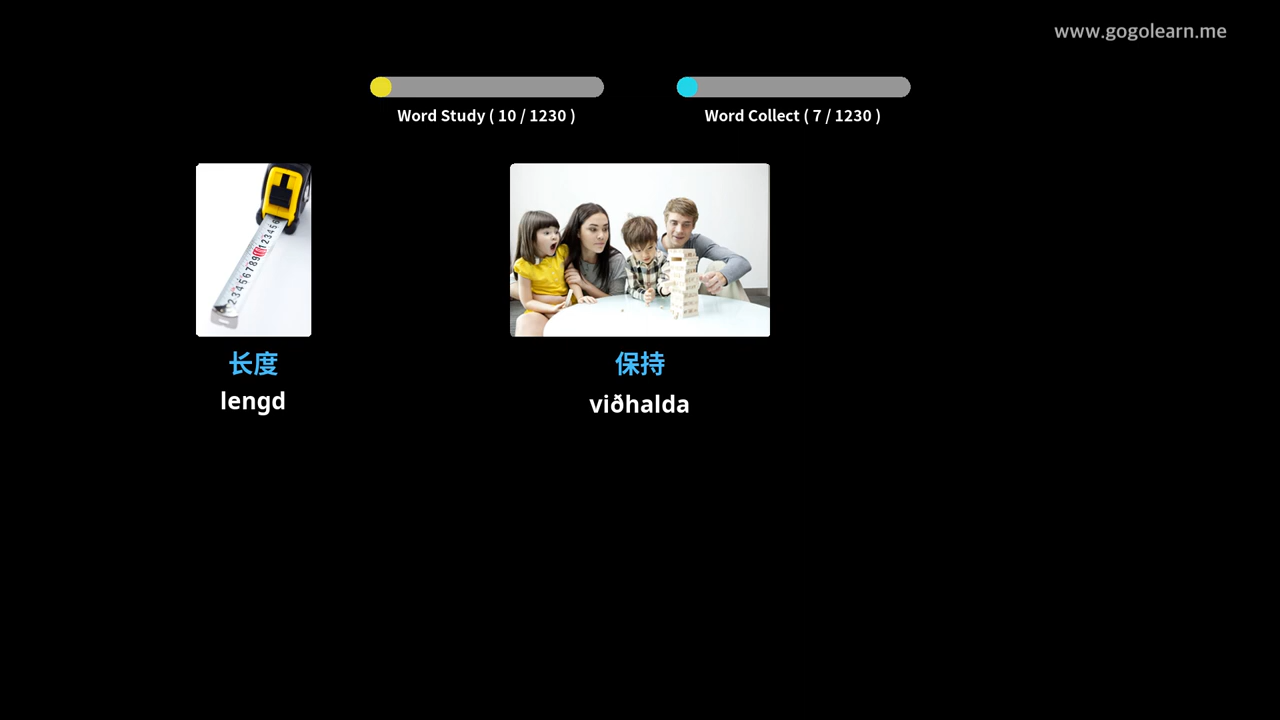 www.gogolearn.me
Word Study ( 10 / 1230 )
Word Collect ( 7 / 1230 )
长度
lengd
保持
viðhalda